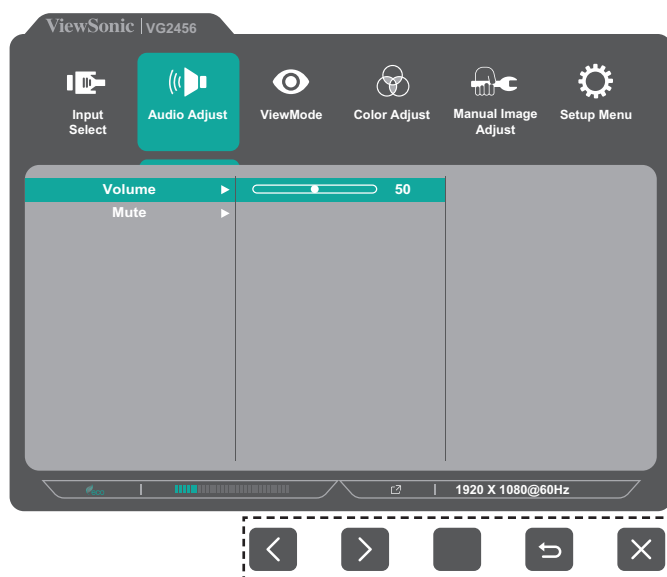 ViewSonic | VG2456
Input
Select
Audio Adjust
ViewMode
Color Adjust
Manual Image
Adjust
Setup Menu
Volume
50
Mute
eco
1920 X 1080@60Hz